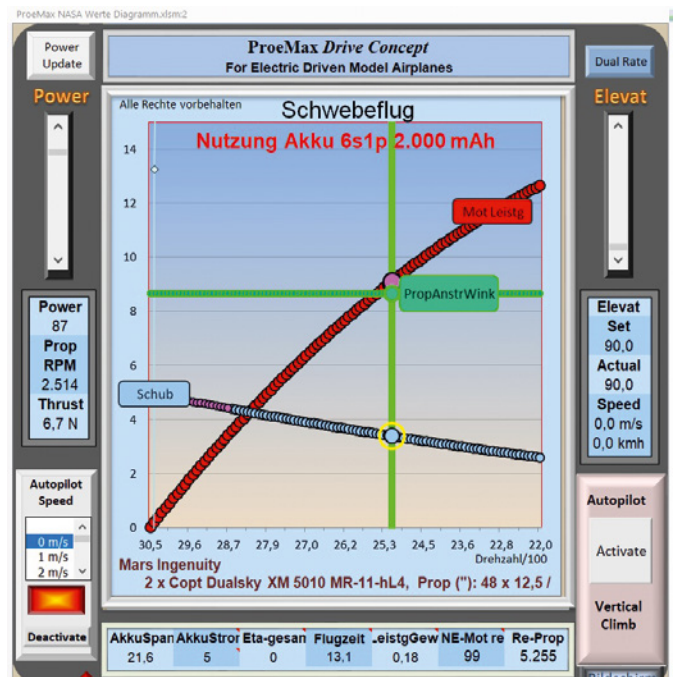 ProeMax NASA Werte Diagramm.xlsm:2
Power
Update
ProeMax Drive Concept
For Electric Driven Model Airplanes
Dual Rate
Power
Elevat
Alle Rechte vorbehalten
Schwebeflug
Nutzung Akku 6s1p 2.000 mAh
14
12
10
8
6
4
2
0
Mot Leistg
PropAnstrWink
Schub
30,5 29,6 28,7 27,9 27,0 26,2 25,3 24,5 23,6 22,8 22,0
Drehzahl/100
Mars Ingenuity
2 x Copt Dualsky XM 5010 MR-11-hL4, Prop ("): 48 x 12,5 /
Power
87
Prop
RPM
2.514
Thrust
6,7 N
Elevat
Set
90,0
Actual
90,0
Speed
0,0 m/s
0,0 kmh
Autopilot
Speed
0 m/s
1 m/s
2 m/s
Deactivate
Autopilot
Activate
Vertical
Climb
AkkuSpan AkkuStror Eta-gesan Flugzeit LeistgGew NE-Mot re Re-Prop
21,6 5 0 13,1 0,18 99 5.255